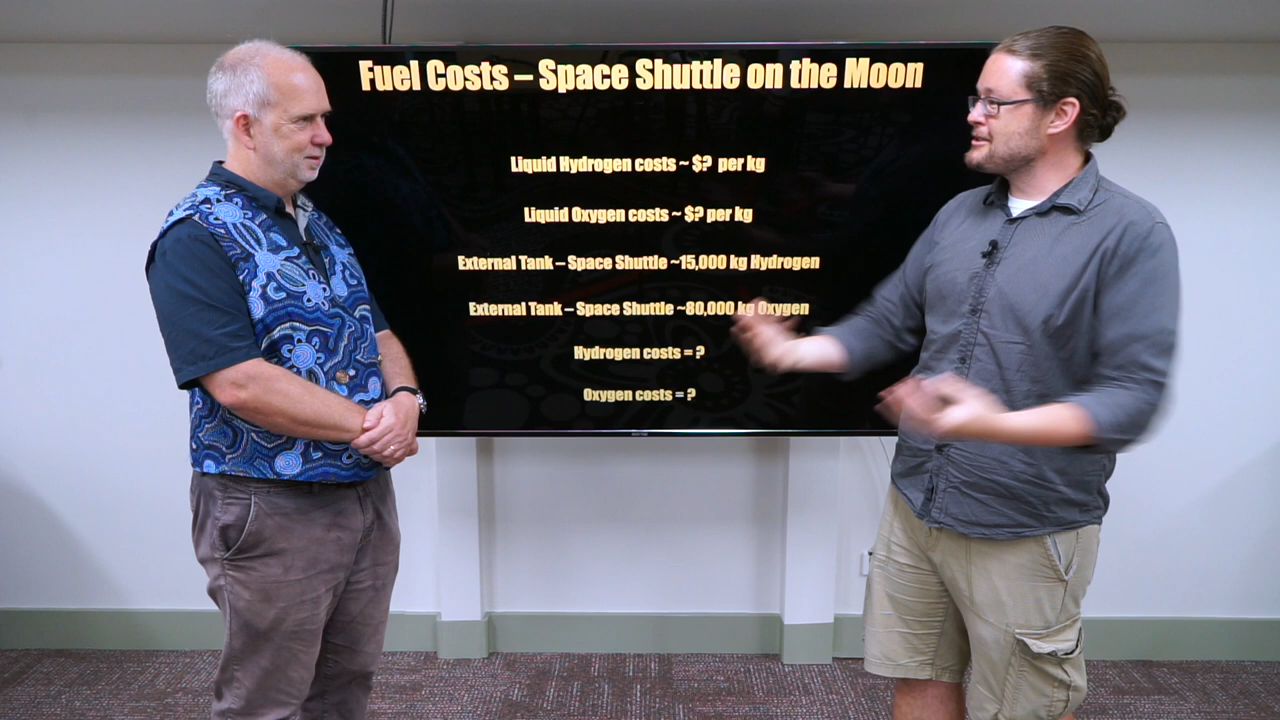 Fuel Costs – Space Shuttle on the Moon
Liquid Hydrogen costs ~ $? per kg
Liquid Oxygen costs ~ $? per kg
External Tank – Space Shuttle ~15,000 kg Hydrogen
External Tank – Space Shuttle ~80,000 kg Oxygen
Hydrogen costs = ?
Oxygen costs = ?